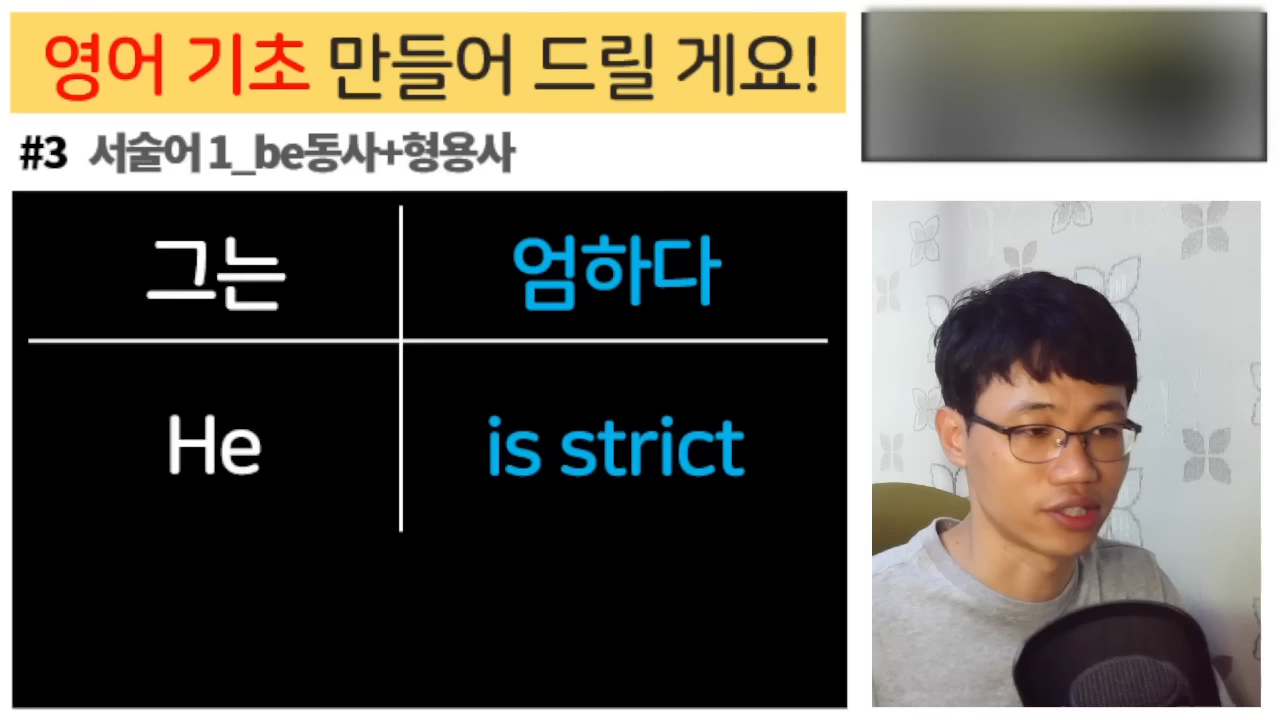 영어 기초 만들어 드릴 게요!
#3 서술어 1_be동사+형용사
그는 엄하다
He is strict